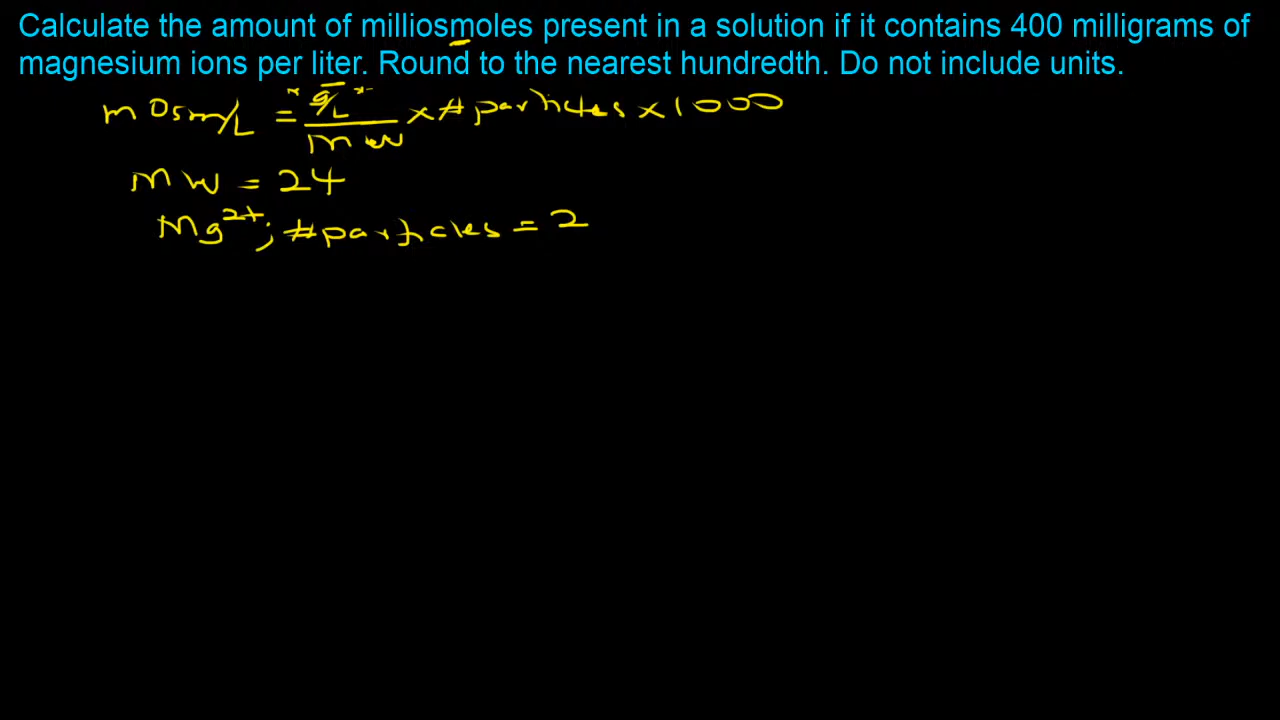 Calculate the amount of milliosmoles present in a solution if it contains 400 milligrams of
magnesium ions per liter. Round to the nearest hundredth. Do not include units.
mOsm/L = g/L / MW × # particles × 1000
MW = 24
Mg2+; # particles = 2